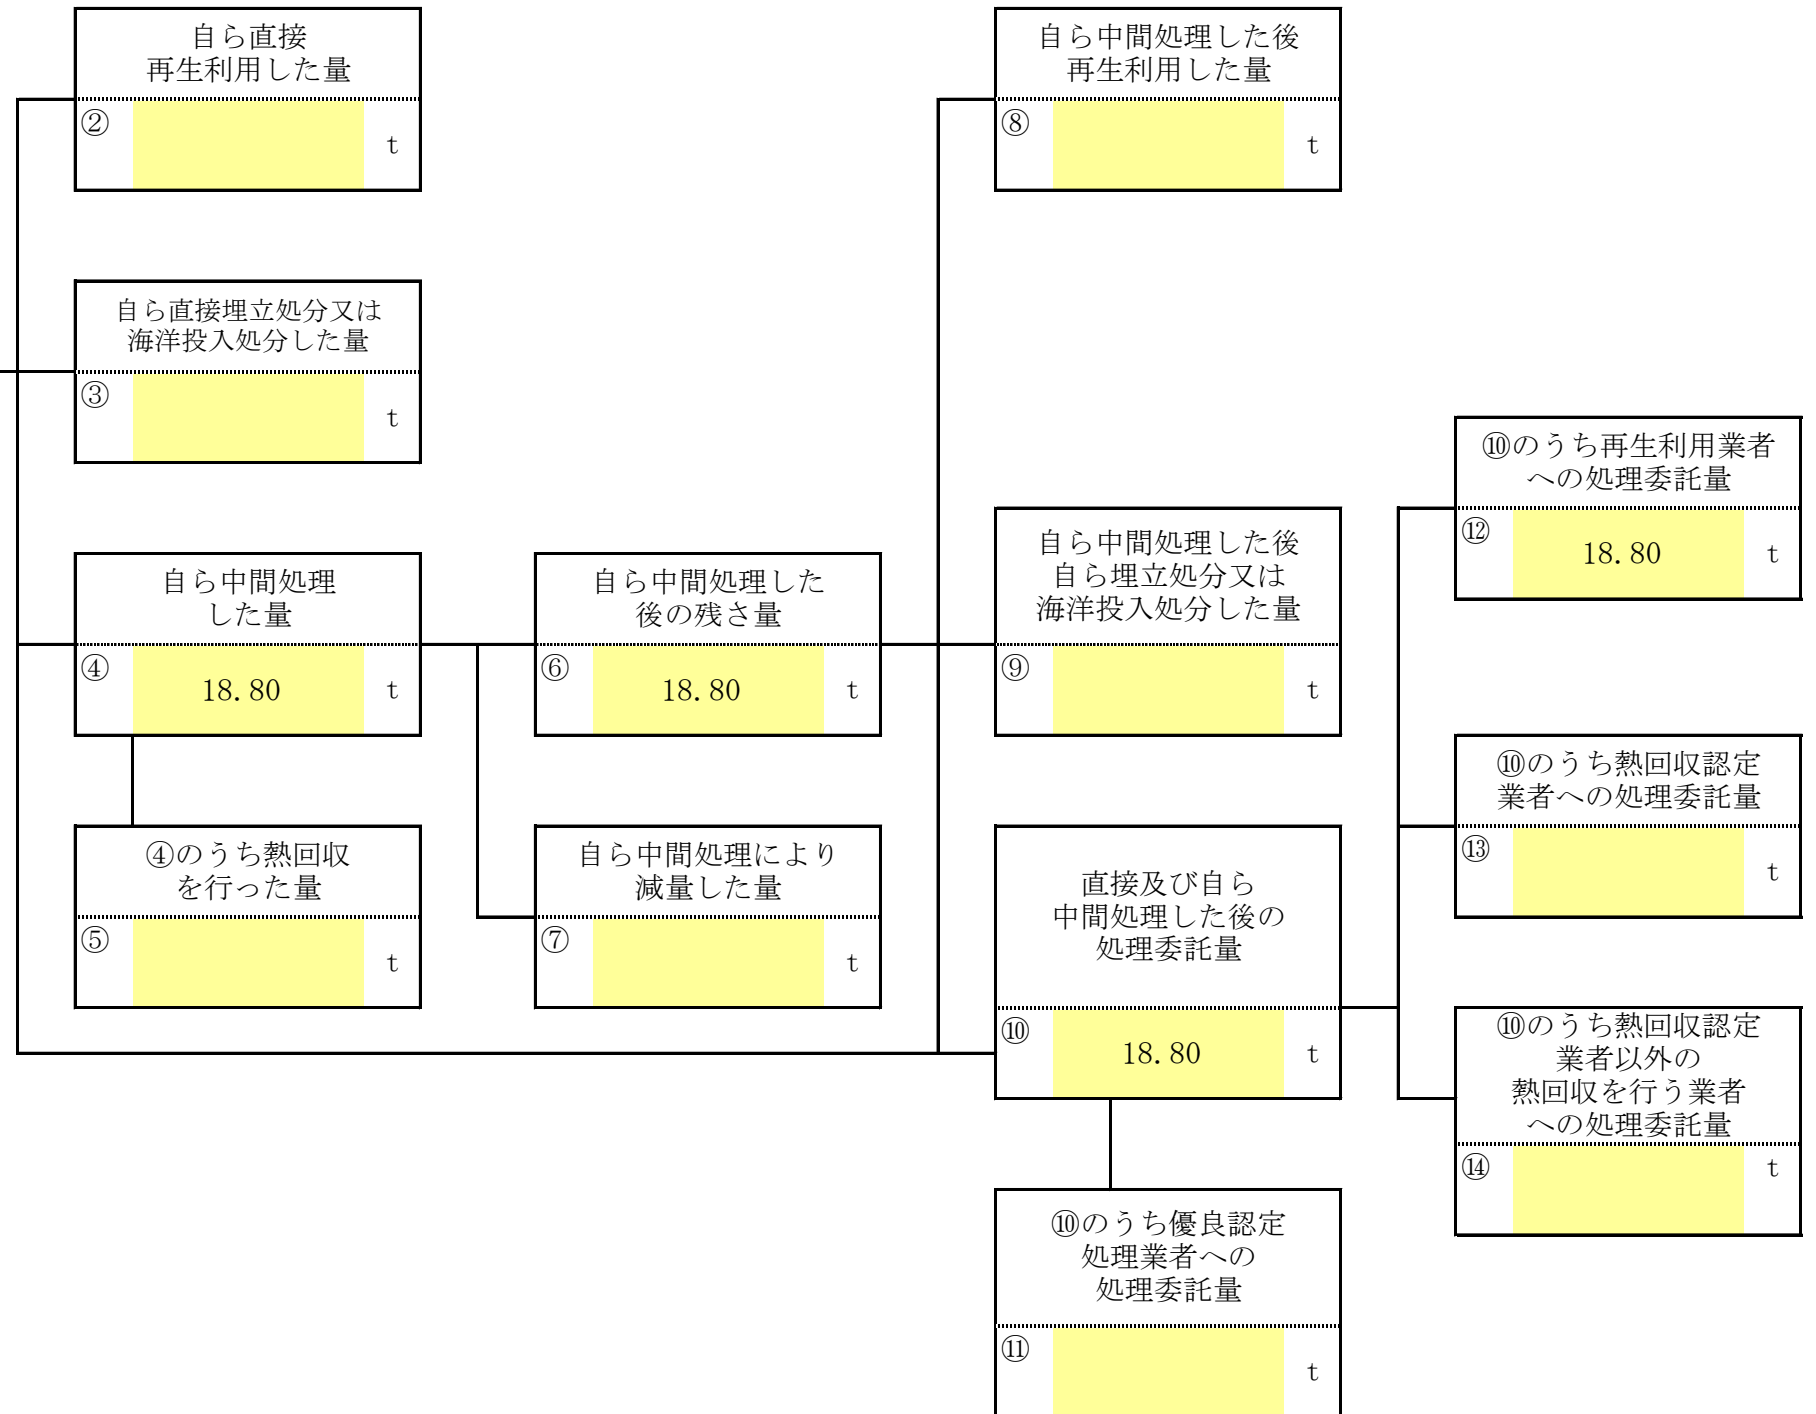 自ら直接
再生利用した量
②
t
自ら中間処理した後
再生利用した量
⑧
t
自ら直接埋立処分又は
海洋投入処分した量
③
t
⑩のうち再生利用業者
への処理委託量
⑫
18.80
t
自ら中間処理
した量
④
18.80
t
自ら中間処理した
後の残さ量
⑥
18.80
t
自ら中間処理した後
自ら埋立処分又は
海洋投入処分した量
⑨
t
⑩のうち熱回収認定
業者への処理委託量
⑬
t
④のうち熱回収
を行った量
⑤
t
自ら中間処理により
減量した量
⑦
t
直接及び自ら
中間処理した後の
処理委託量
⑩
18.80
t
⑩のうち熱回収認定
業者以外の
熱回収を行う業者
への処理委託量
⑭
t
⑩のうち優良認定
処理業者への
処理委託量
⑪
t